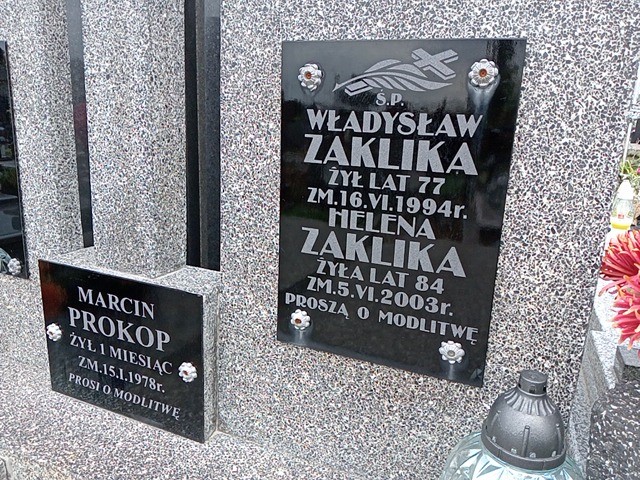 Ś.P.
WŁADYSŁAW
ZAKLIKA
ŻYŁ LAT 77
ZM.16.VI.1994r.
HELENA
ZAKLIKA
ŻYŁA LAT 84
ZM.5.VI.2003r.
PROSZĄ O MODLITWĘ
MARCIN
PROKOP
ŻYŁ 1 MIESIĄC
ZM.15.I.1978r.
PROSI O MODLITWĘ